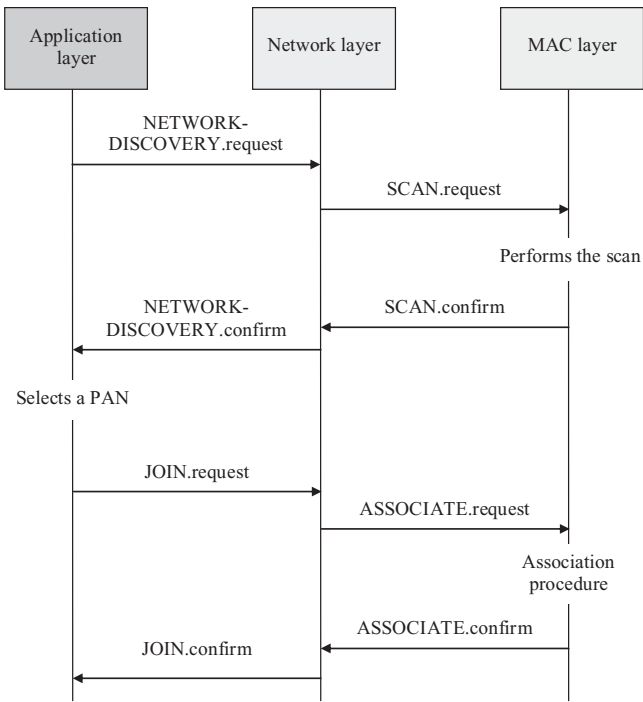 Application
layer
Network layer
MAC layer
NETWORK-
DISCOVERY.request
SCAN.request
Performs the scan
NETWORK-
DISCOVERY.confirm
SCAN.confirm
Selects a PAN
JOIN.request
ASSOCIATE.request
Association
procedure
ASSOCIATE.confirm
JOIN.confirm